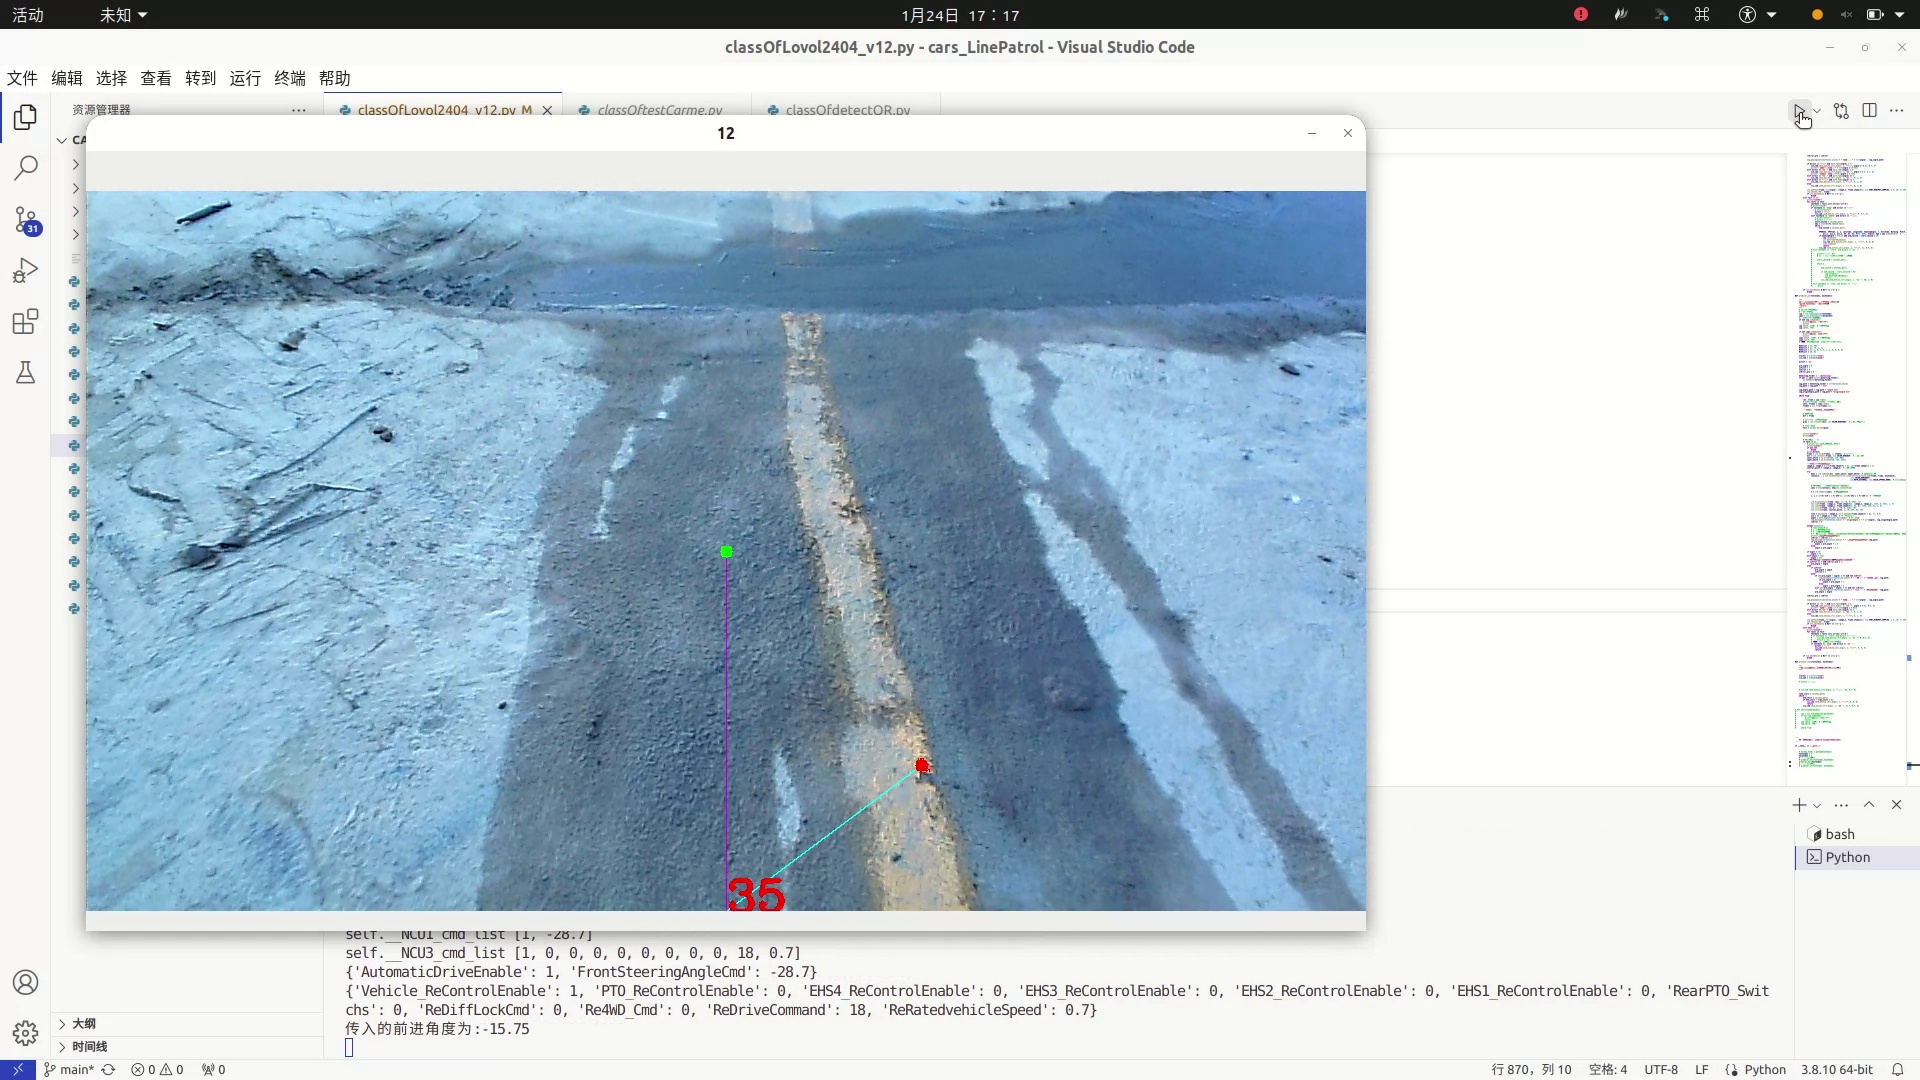 活动
未知
1月24日 17：17
classOfLovol2404_v12.py - cars_LinePatrol - Visual Studio Code
文件 编辑 选择 查看 转到 运行 终端 帮助
资源管理器
classOfLovol2404_v12.py M
classOftestCarme.py
classOfdetectQR.py
CA
12
31
35
bash
Python
self.__NCU1_cmd_list [1, -28.7]
self.__NCU3_cmd_list [1, 0, 0, 0, 0, 0, 0, 0, 0, 18, 0.7]
{'AutomaticDriveEnable': 1, 'FrontSteeringAngleCmd': -28.7}
{'Vehicle_ReControlEnable': 1, 'PTO_ReControlEnable': 0, 'EHS4_ReControlEnable': 0, 'EHS3_ReControlEnable': 0, 'EHS2_ReControlEnable': 0, 'EHS1_ReControlEnable': 0, 'RearPTO_Swit
chs': 0, 'ReDiffLockCmd': 0, 'Re4WD_Cmd': 0, 'ReDriveCommand': 18, 'ReRatedvehicleSpeed': 0.7}
传入的前进角度为:-15.75
大纲
时间线
main* 0 0 0
行 870，列 10 空格: 4 UTF-8 LF Python 3.8.10 64-bit